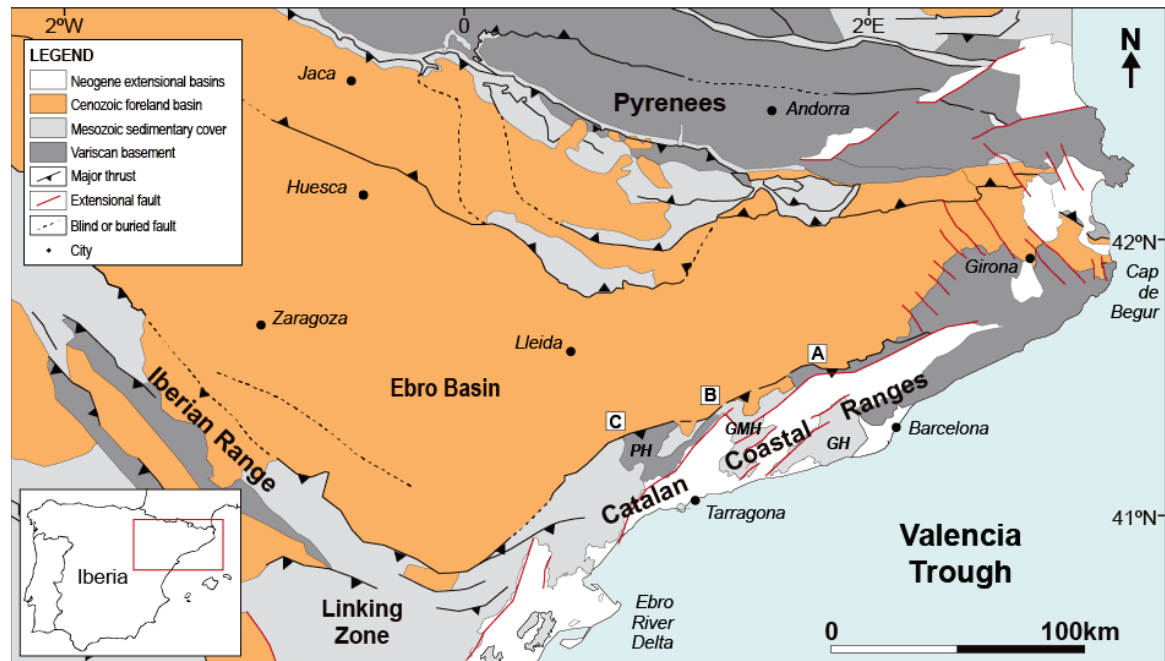 2ºW
0
2ºE
N
LEGEND
Neogene extensional basins
Cenozoic foreland basin
Mesozoic sedimentary cover
Variscan basement
Major thrust
Extensional fault
Blind or buried fault
City
Jaca
Pyrenees
Andorra
Huesca
42ºN
Girona
Cap
de
Begur
Zaragoza
Lleida
A
Ebro Basin
B
Iberian Range
C
GMH
Ranges
PH
Coastal
GH
Barcelona
Catalan
Tarragona
41ºN
Valencia
Trough
Iberia
Linking
Zone
Ebro
River
Delta
0
100km